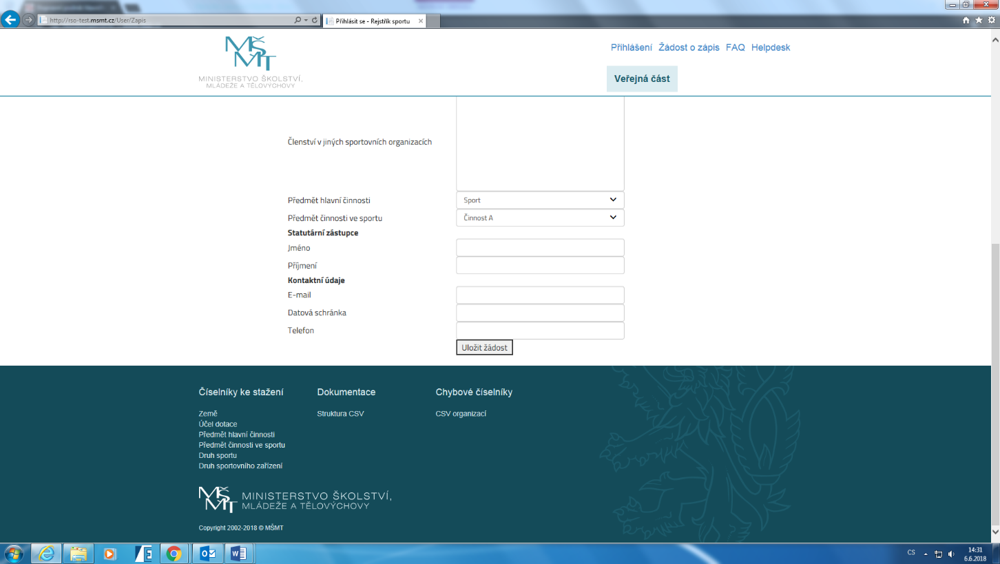 http://rso-test.msmt.cz/User/Zapis
Přihlásit se - Rejstřík sportu
MŠMT
MINISTERSTVO ŠKOLSTVÍ,
MLÁDEŽE A TĚLOVÝCHOVY
Přihlášení Žádost o zápis FAQ Helpdesk
Veřejná část
Členství v jiných sportovních organizacích
Předmět hlavní činnosti Sport
Předmět činnosti ve sportu Činnost A
Statutární zástupce
Jméno
Příjmení
Kontaktní údaje
E-mail
Datová schránka
Telefon
Uložit žádost
Číselníky ke stažení Dokumentace Chybové číselníky
Země Struktura CSV CSV organizací
Účel dotace
Předmět hlavní činnosti
Předmět činnosti ve sportu
Druh sportu
Druh sportovního zařízení
MŠMT MINISTERSTVO ŠKOLSTVÍ,
MLÁDEŽE A TĚLOVÝCHOVY
Copyright 2002-2018 © MŠMT
CS 14:31
6.6.2018